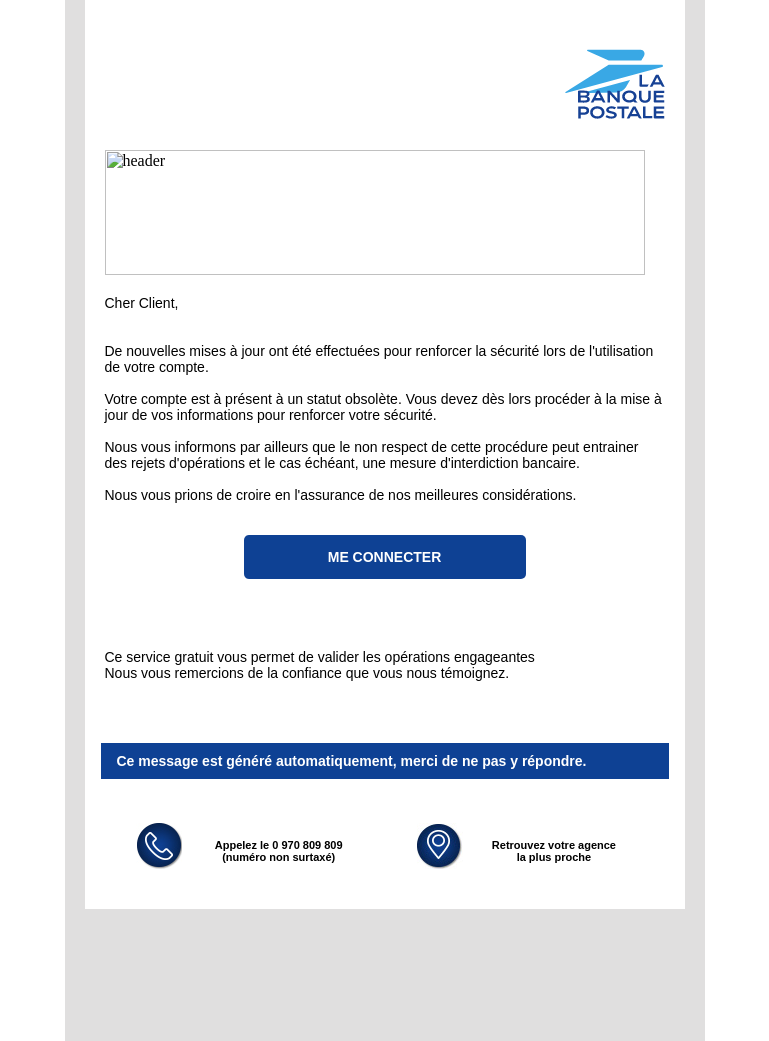 LA
BANQUE
POSTALE
header
Cher Client,
De nouvelles mises à jour ont été effectuées pour renforcer la sécurité lors de l'utilisation
de votre compte.
Votre compte est à présent à un statut obsolète. Vous devez dès lors procéder à la mise à
jour de vos informations pour renforcer votre sécurité.
Nous vous informons par ailleurs que le non respect de cette procédure peut entrainer
des rejets d'opérations et le cas échéant, une mesure d'interdiction bancaire.
Nous vous prions de croire en l'assurance de nos meilleures considérations.
ME CONNECTER
Ce service gratuit vous permet de valider les opérations engageantes
Nous vous remercions de la confiance que vous nous témoignez.
Ce message est généré automatiquement, merci de ne pas y répondre.
Appelez le 0 970 809 809
(numéro non surtaxé)
Retrouvez votre agence
la plus proche